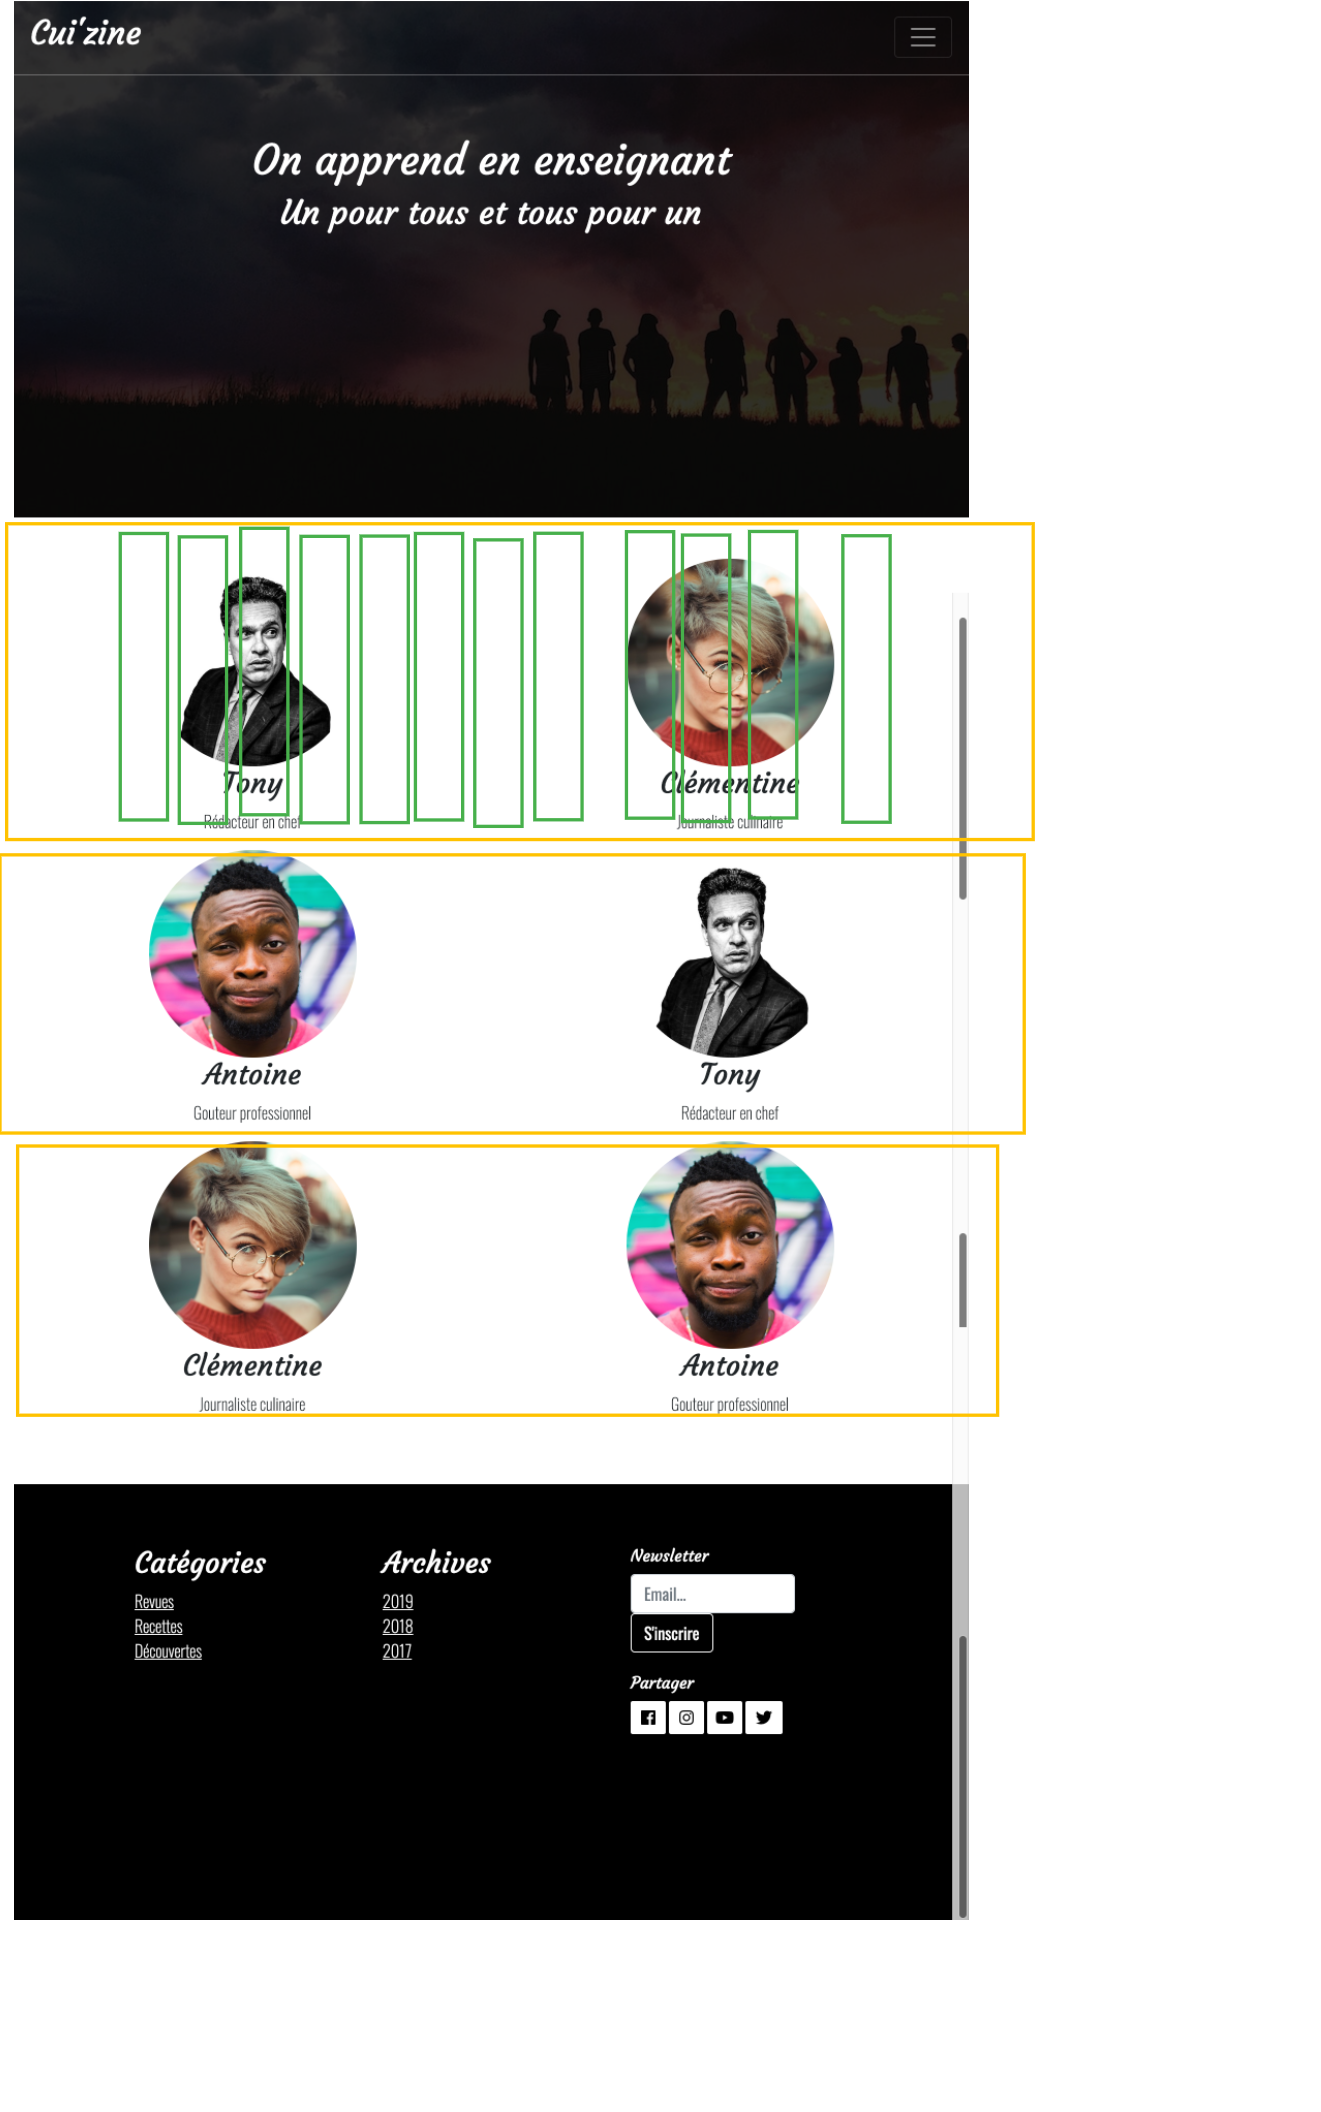 Cui'zine
On apprend en enseignant
Un pour tous et tous pour un
Tony
Rédacteur en chef
Clémentine
Journaliste culinaire
Antoine
Gouteur professionnel
Tony
Rédacteur en chef
Clémentine
Journaliste culinaire
Antoine
Gouteur professionnel
Catégories
Revues
Recettes
Découvertes
Archives
2019
2018
2017
Newsletter
Email...
S'inscrire
Partager